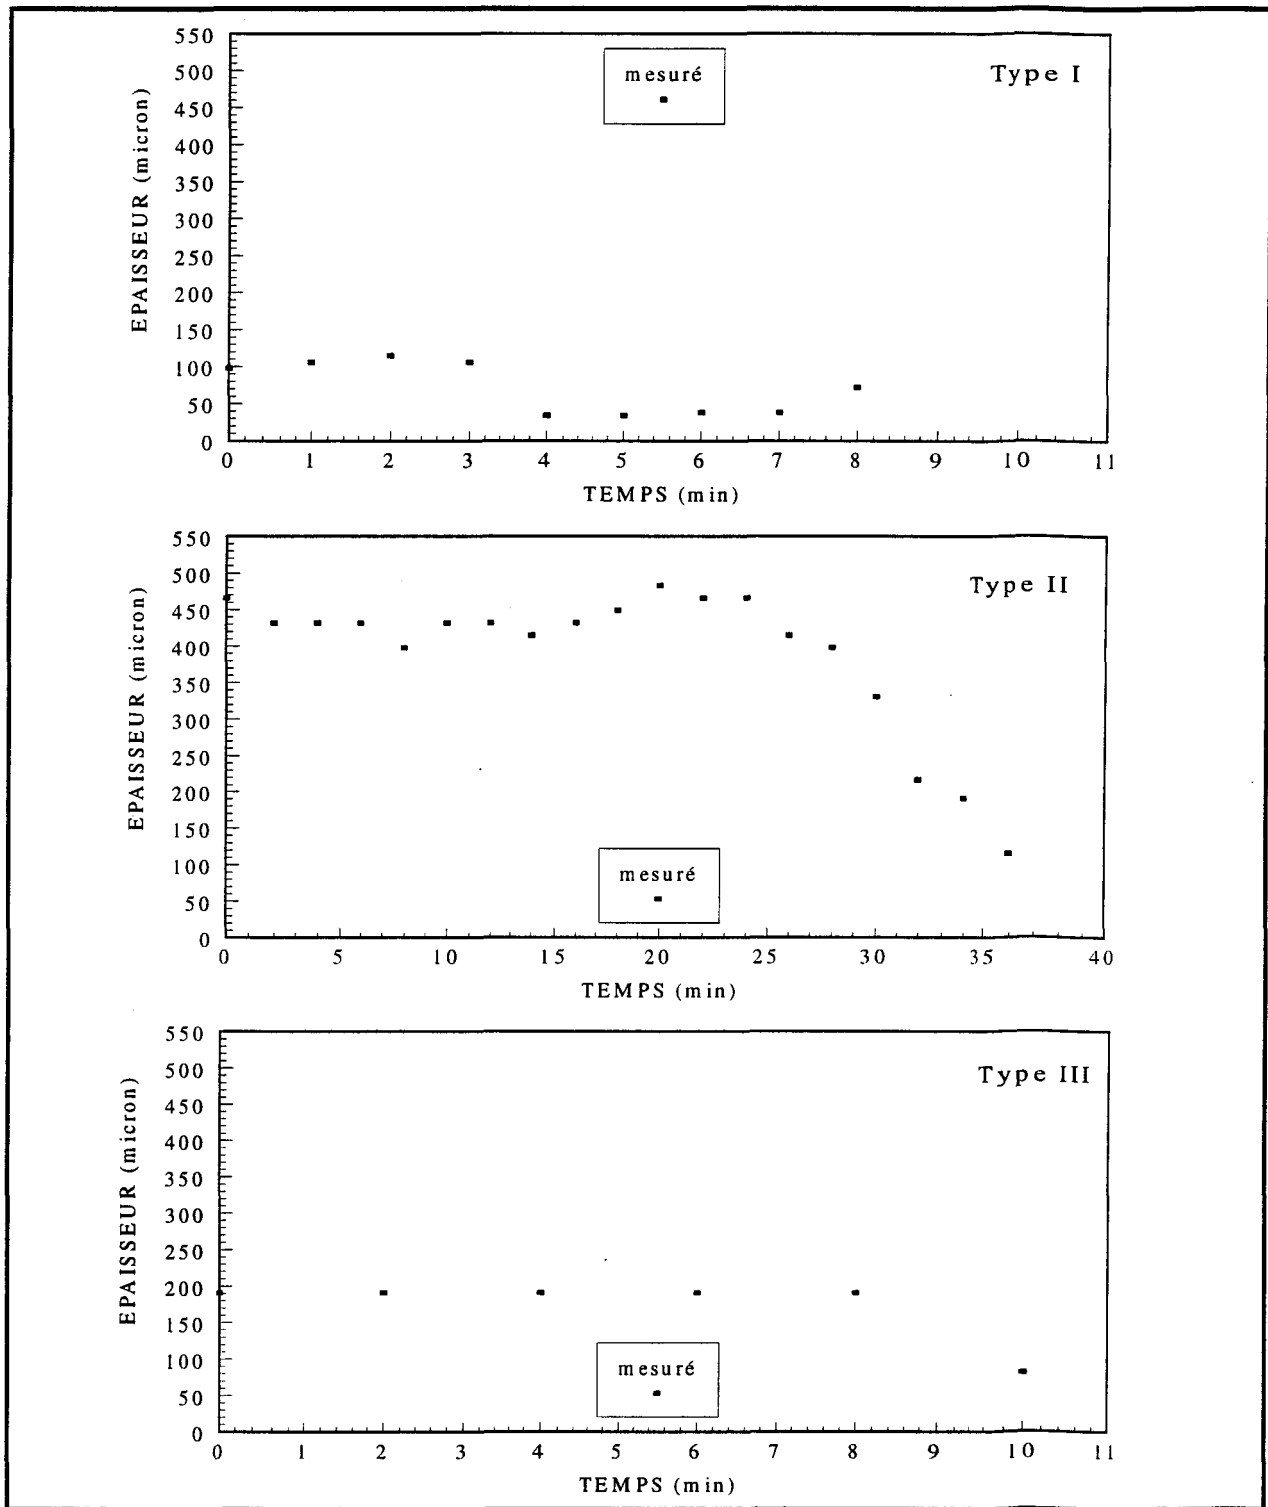 550
500
450
400
350
300
250
200
150
100
50
0
EPAISSEUR (micron)
mesuré
Type I
0 1 2 3 4 5 6 7 8 9 10 11
TEMPS (min)
550
500
450
400
350
300
250
200
150
100
50
0
EPAISSEUR (micron)
Type II
mesuré
0 5 10 15 20 25 30 35 40
TEMPS (min)
550
500
450
400
350
300
250
200
150
100
50
0
EPAISSEUR (micron)
Type III
mesuré
0 1 2 3 4 5 6 7 8 9 10 11
TEMPS (min)